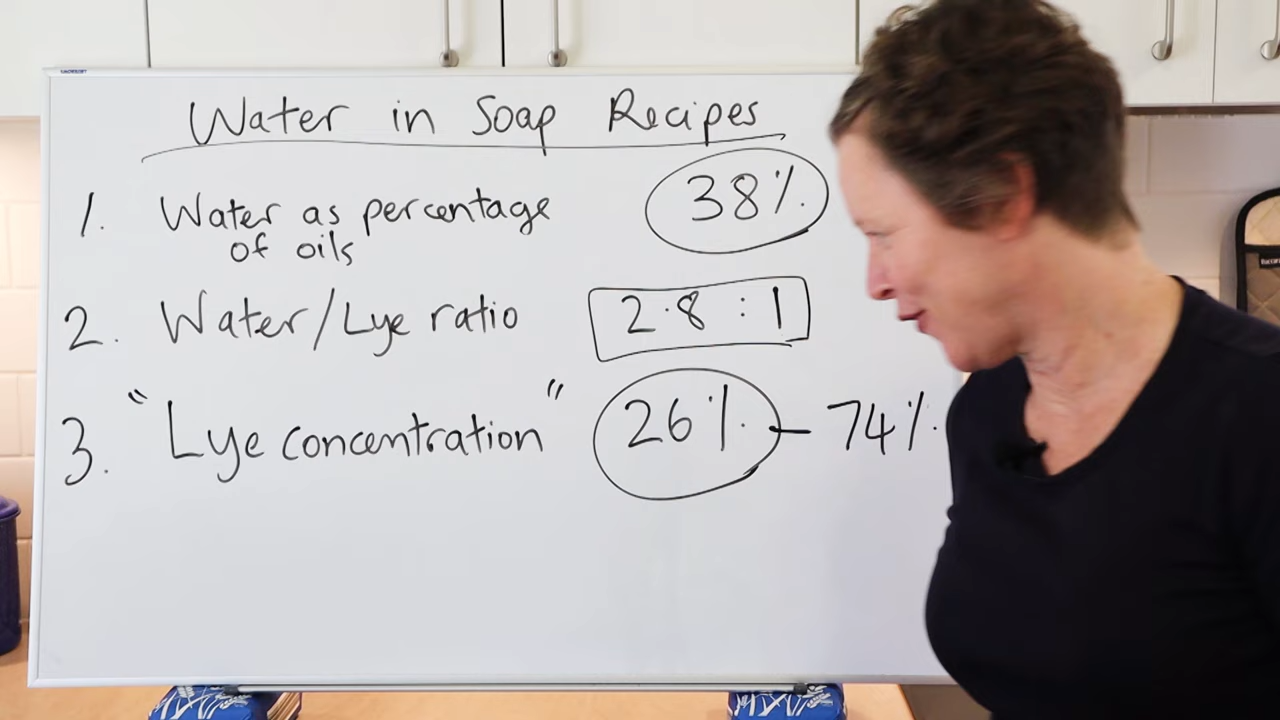 Water in Soap Recipes
1. Water as percentage 38%
of oils
2. Water/Lye ratio 2.8 : 1
3. "Lye concentration" 26% — 74%